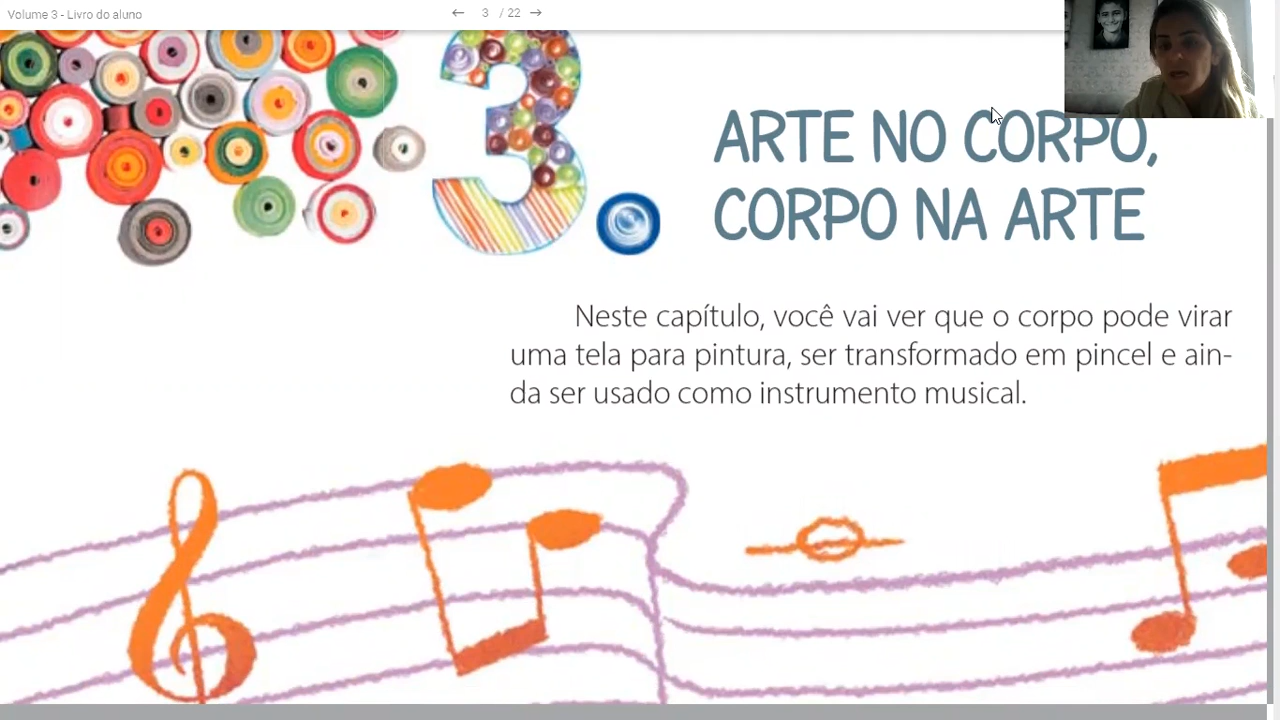 Volume 3 - Livro do aluno
← 3 / 22 →
3.
ARTE NO CORPO,
CORPO NA ARTE
Neste capítulo, você vai ver que o corpo pode virar
uma tela para pintura, ser transformado em pincel e ain-
da ser usado como instrumento musical.